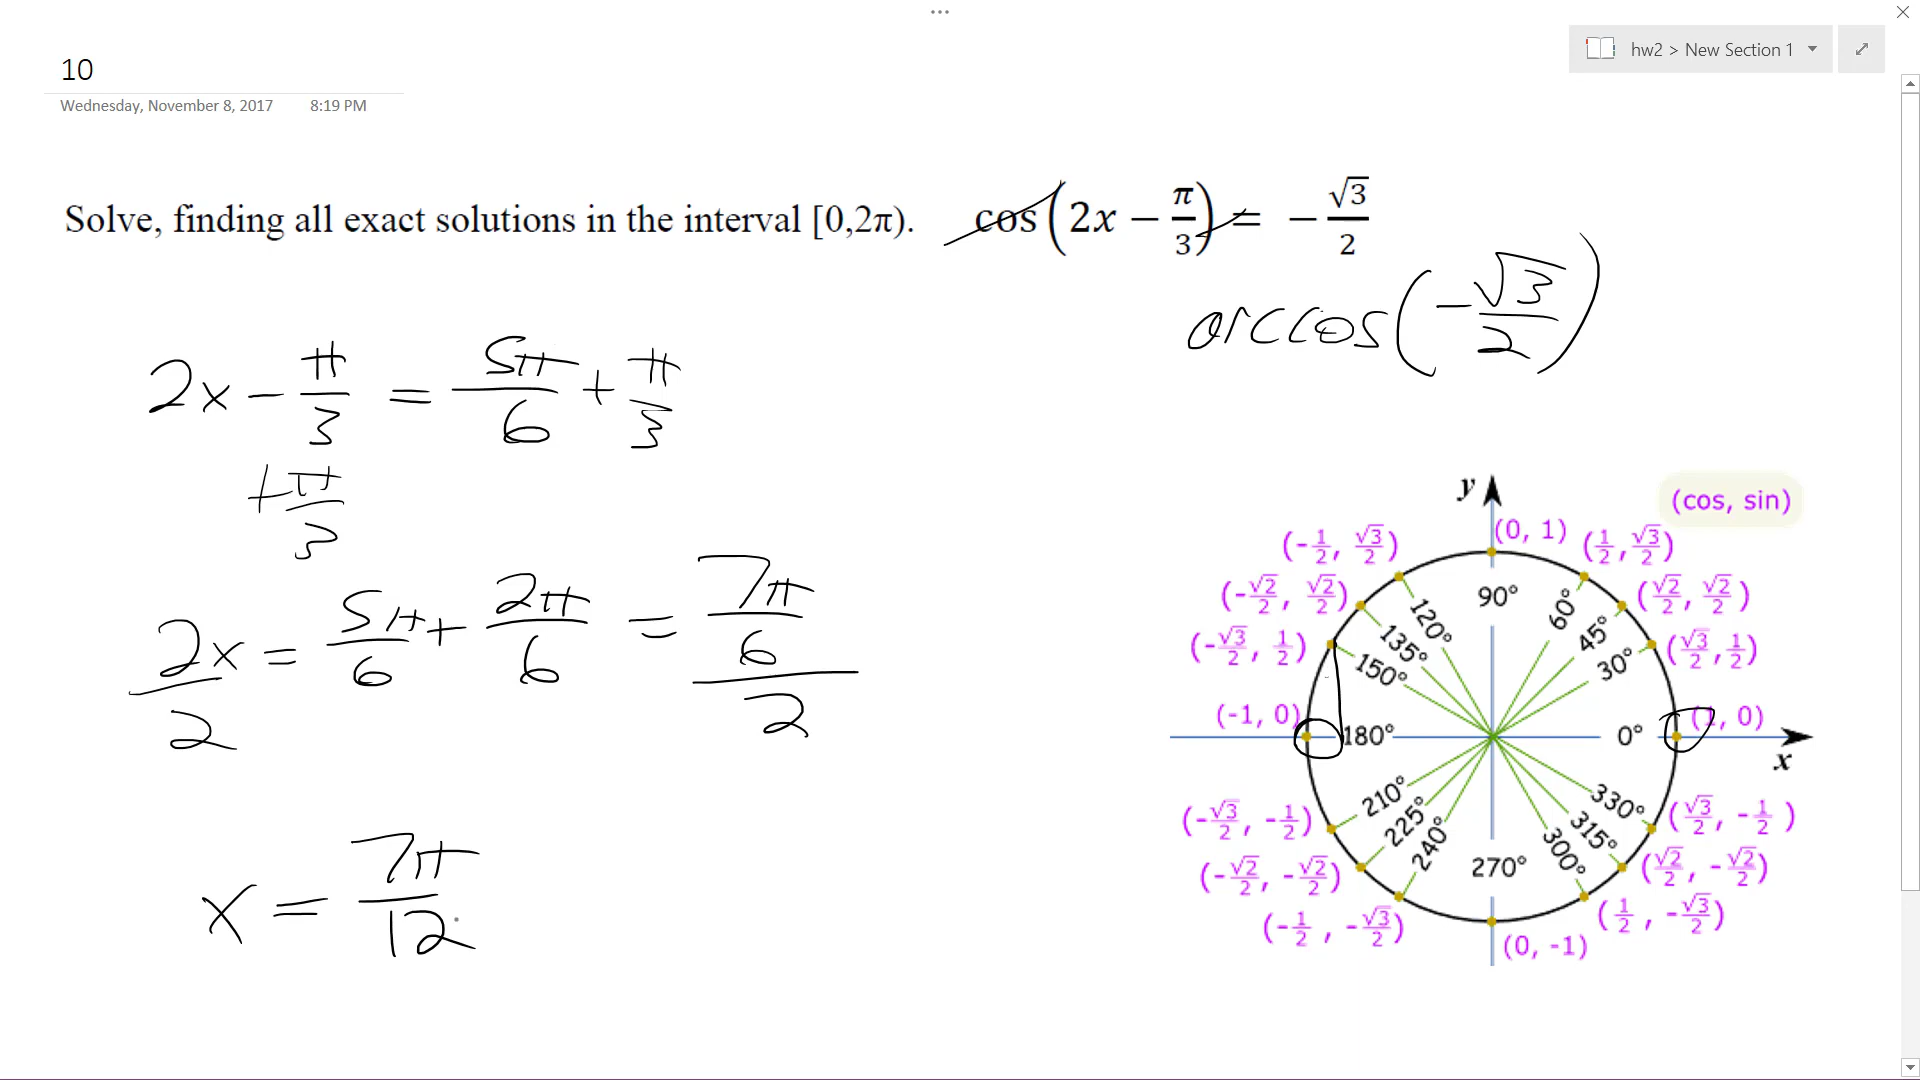 ...
hw2 > New Section 1
10
Wednesday, November 8, 2017 8:19 PM
Solve, finding all exact solutions in the interval [0,2π). cos(2x − π/3) = − √3/2
arccos(-√3/2)
2x - π/3 = 5π/6 + π/3
+π/3
2x/2 = 5π/6 + 2π/6 = 7π/6/2
x = 7π/12
y
(cos, sin)
(0, 1)
(-1/2, √3/2) (1/2, √3/2)
(-√2/2, √2/2) (√2/2, √2/2)
(-√3/2, 1/2) (√3/2, 1/2)
120° 90° 60°
135° 45°
150° 30°
(-1, 0) 180° 0° (1, 0)
x
210° 330°
225° 315°
240° 270° 300°
(-√3/2, -1/2) (√3/2, -1/2)
(-√2/2, -√2/2) (√2/2, -√2/2)
(-1/2, -√3/2) (1/2, -√3/2)
(0, -1)